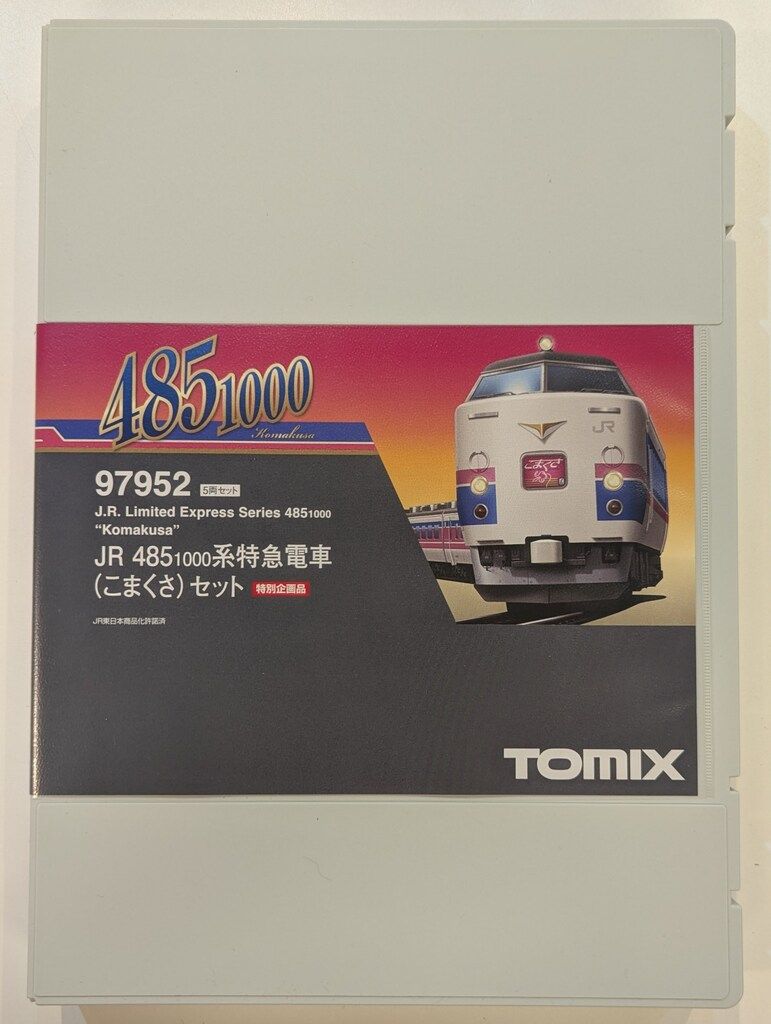 4851000
Komakusa
97952 5両セット
J.R. Limited Express Series 4851000
“Komakusa”
JR 4851000系特急電車
(こまくさ)セット 特別企画品
JR東日本商品化許諾済
JR
こまくさ
TOMIX